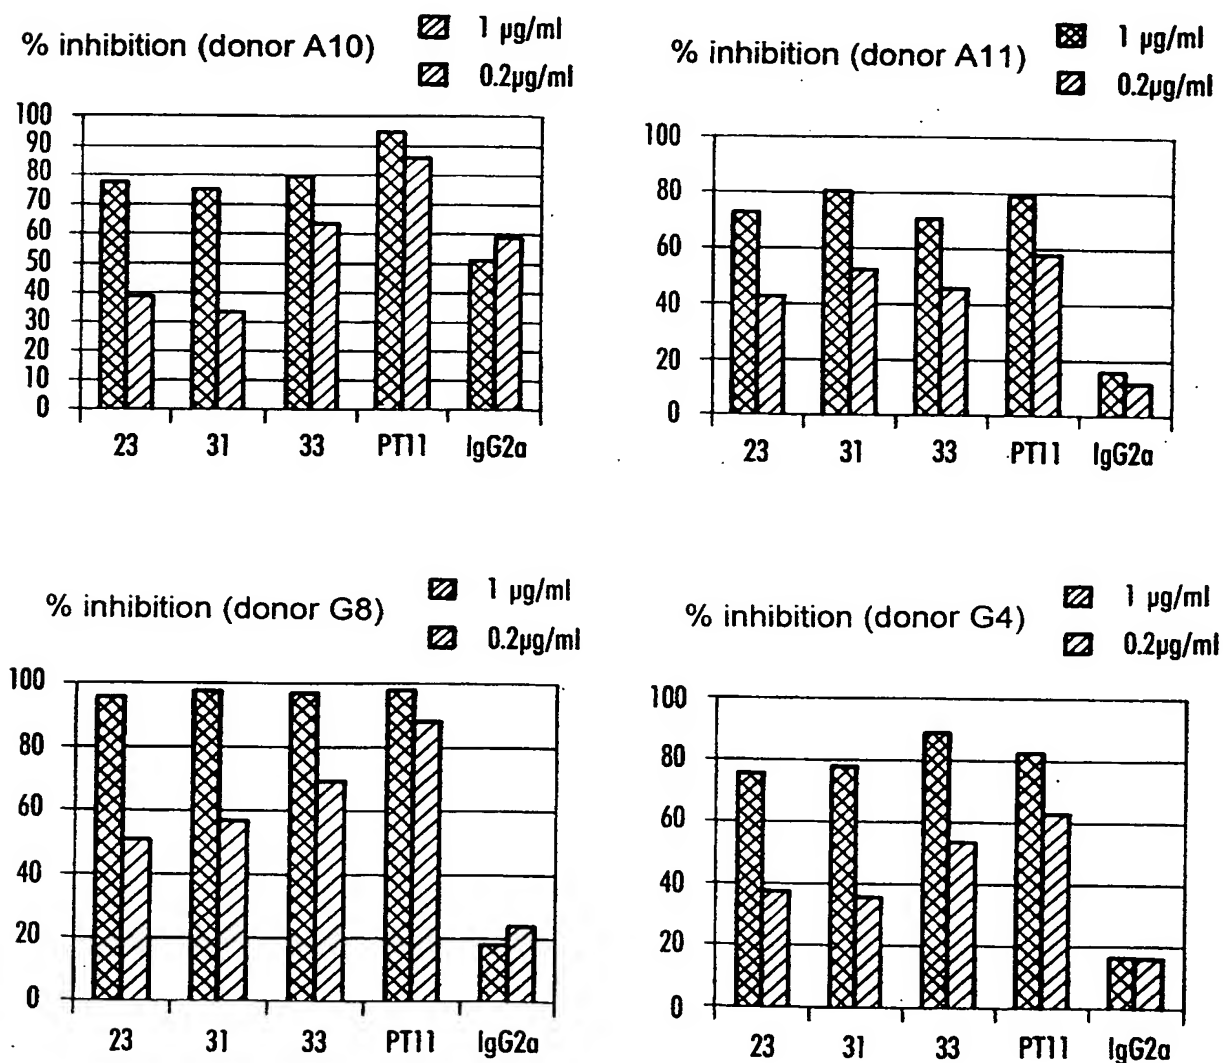 % inhibition (donor A10)
1 µg/ml
0.2µg/ml
100
90
80
70
60
50
40
30
20
10
0
23 31 33 PT11 IgG2a
% inhibition (donor A11)
1 µg/ml
0.2µg/ml
100
80
60
40
20
0
23 31 33 PT11 IgG2a
% inhibition (donor G8)
1 µg/ml
0.2µg/ml
100
80
60
40
20
0
23 31 33 PT11 IgG2a
% inhibition (donor G4)
1 µg/ml
0.2µg/ml
100
80
60
40
20
0
23 31 33 PT11 IgG2a